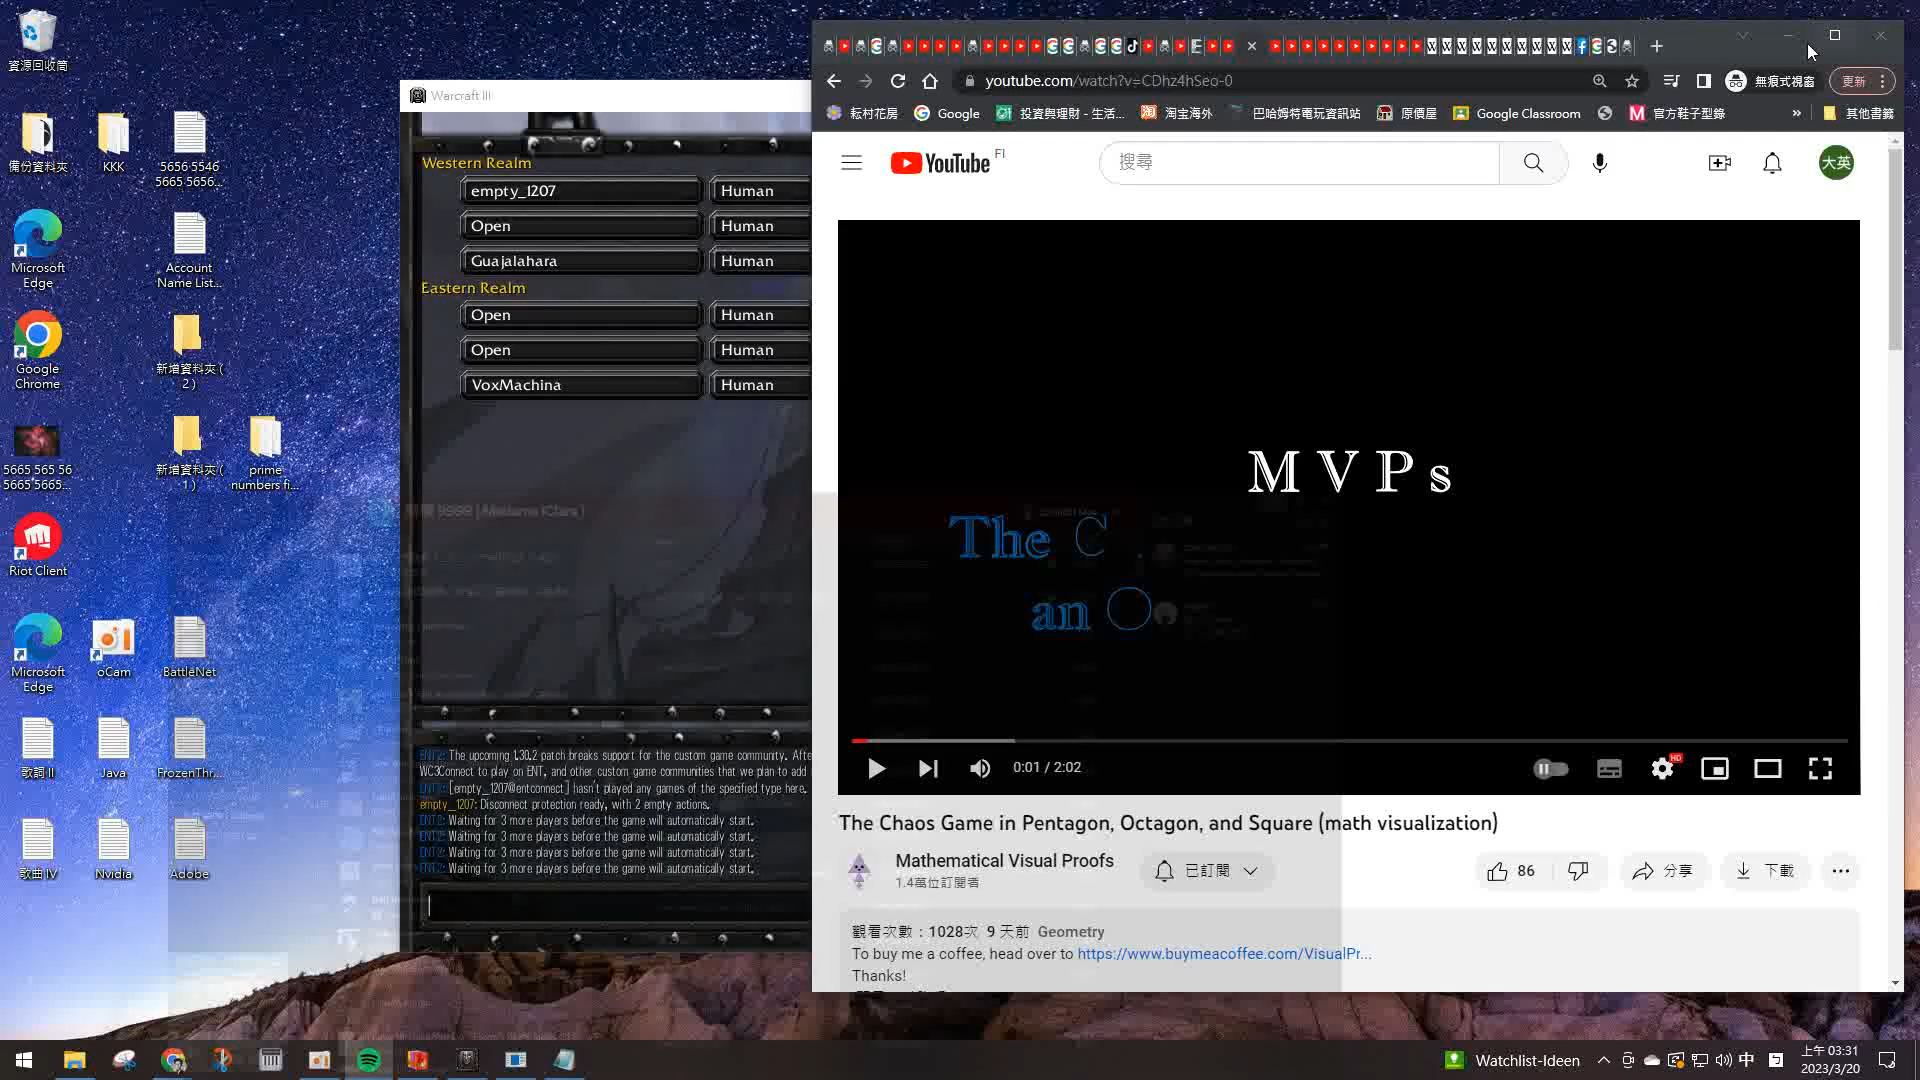 資源回收筒
備份資料夾
KKK
5656 5546
5665 5656...
Microsoft
Edge
Account
Name List...
Google
Chrome
新增資料夾 (
2 )
5665 565 56
5665 5665...
新增資料夾 (
1 )
prime
numbers fi...
Riot Client
Microsoft
Edge
oCam
BattleNet
歌詞 II
Java
FrozenThr...
歌曲 IV
Nvidia
Adobe
Warcraft III
Western Realm
empty_1207 Human
Open Human
Guajalahara Human
Eastern Realm
Open Human
Open Human
VoxMachina Human
ENT2: The upcoming 1.30.2 patch breaks support for the custom game community. Afte
WC3Connect to play on ENT, and other custom game communities that we plan to add
ENT2: [empty_1207@entconnect] hasn't played any games of the specified type here.
empty_1207: Disconnect protection ready, with 2 empty actions.
ENT2: Waiting for 3 more players before the game will automatically start.
ENT2: Waiting for 3 more players before the game will automatically start.
ENT2: Waiting for 3 more players before the game will automatically start.
ENT2: Waiting for 3 more players before the game will automatically start.
youtube.com/watch?v=CDhz4hSeo-0
無痕式視窗
更新
耘村花房
Google
投資與理財 - 生活...
淘宝海外
巴哈姆特電玩資訊站
原價屋
Google Classroom
官方鞋子型錄
»
其他書籤
YouTube FI
搜尋
大英
MVPs
The C
an O
0:01 / 2:02
HD
The Chaos Game in Pentagon, Octagon, and Square (math visualization)
Mathematical Visual Proofs
1.4萬位訂閱者
已訂閱
86
分享
下載
觀看次數：1028次 9 天前 Geometry
To buy me a coffee, head over to https://www.buymeacoffee.com/VisualPr...
Thanks!
Watchlist-Ideen
中
上午 03:31
2023/3/20